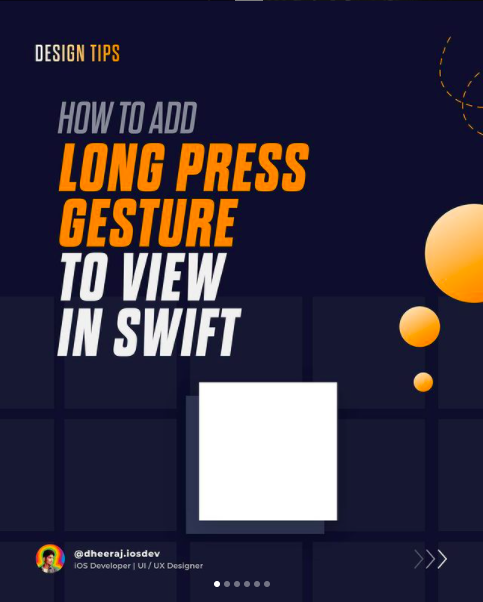 DESIGN TIPS
HOW TO ADD
LONG PRESS
GESTURE
TO VIEW
IN SWIFT
@dheeraj.iosdev
iOS Developer | UI / UX Designer